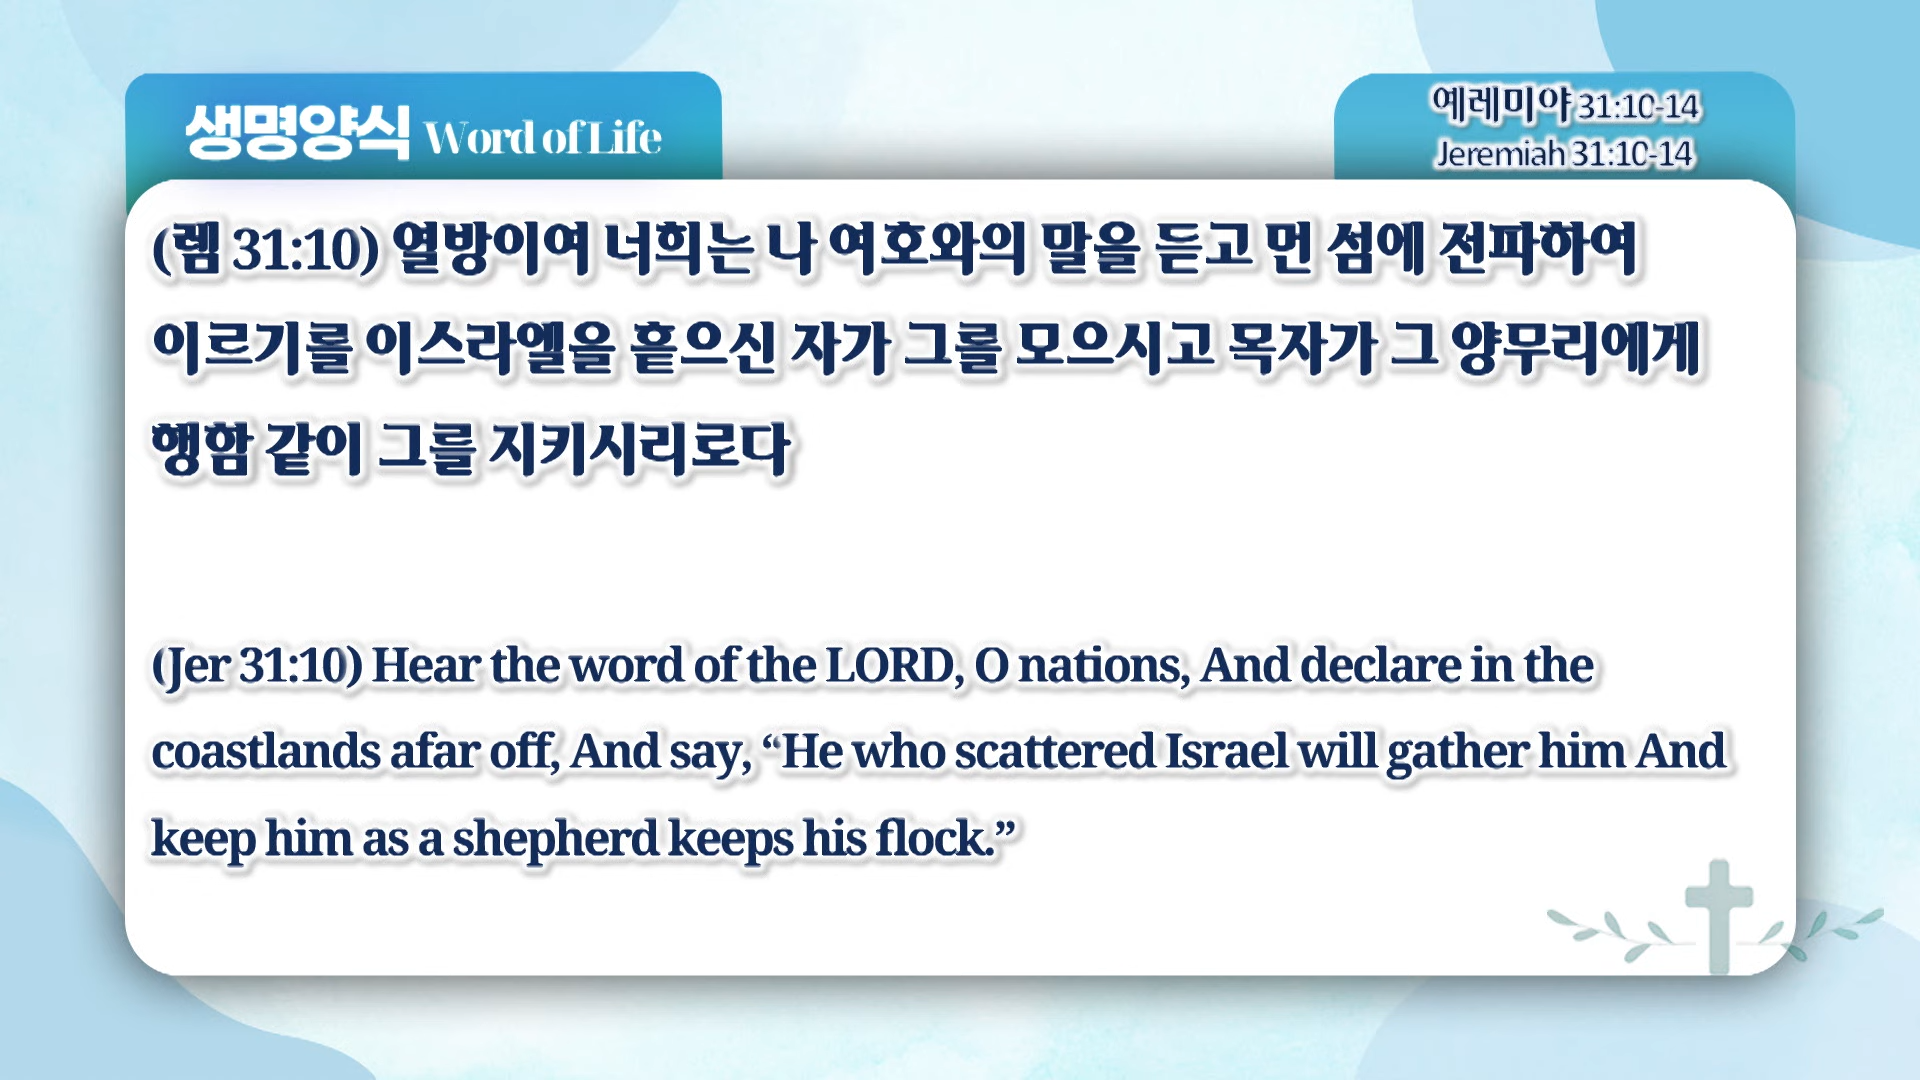 생명양식 Word of Life
예레미야 31:10-14
Jeremiah 31:10-14
(렘 31:10) 열방이여 너희는 나 여호와의 말을 듣고 먼 섬에 전파하여
이르기를 이스라엘을 흩으신 자가 그를 모으시고 목자가 그 양무리에게
행함 같이 그를 지키시리로다
(Jer 31:10) Hear the word of the LORD, O nations, And declare in the
coastlands afar off, And say, “He who scattered Israel will gather him And
keep him as a shepherd keeps his flock.”